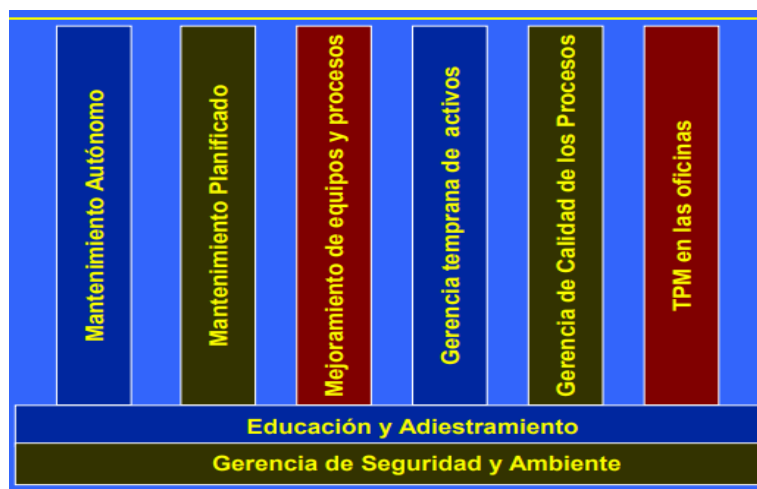 Mantenimiento Autónomo
Mantenimiento Planificado
Mejoramiento de equipos y procesos
Gerencia temprana de activos
Gerencia de Calidad de los Procesos
TPM en las oficinas
Educación y Adiestramiento
Gerencia de Seguridad y Ambiente